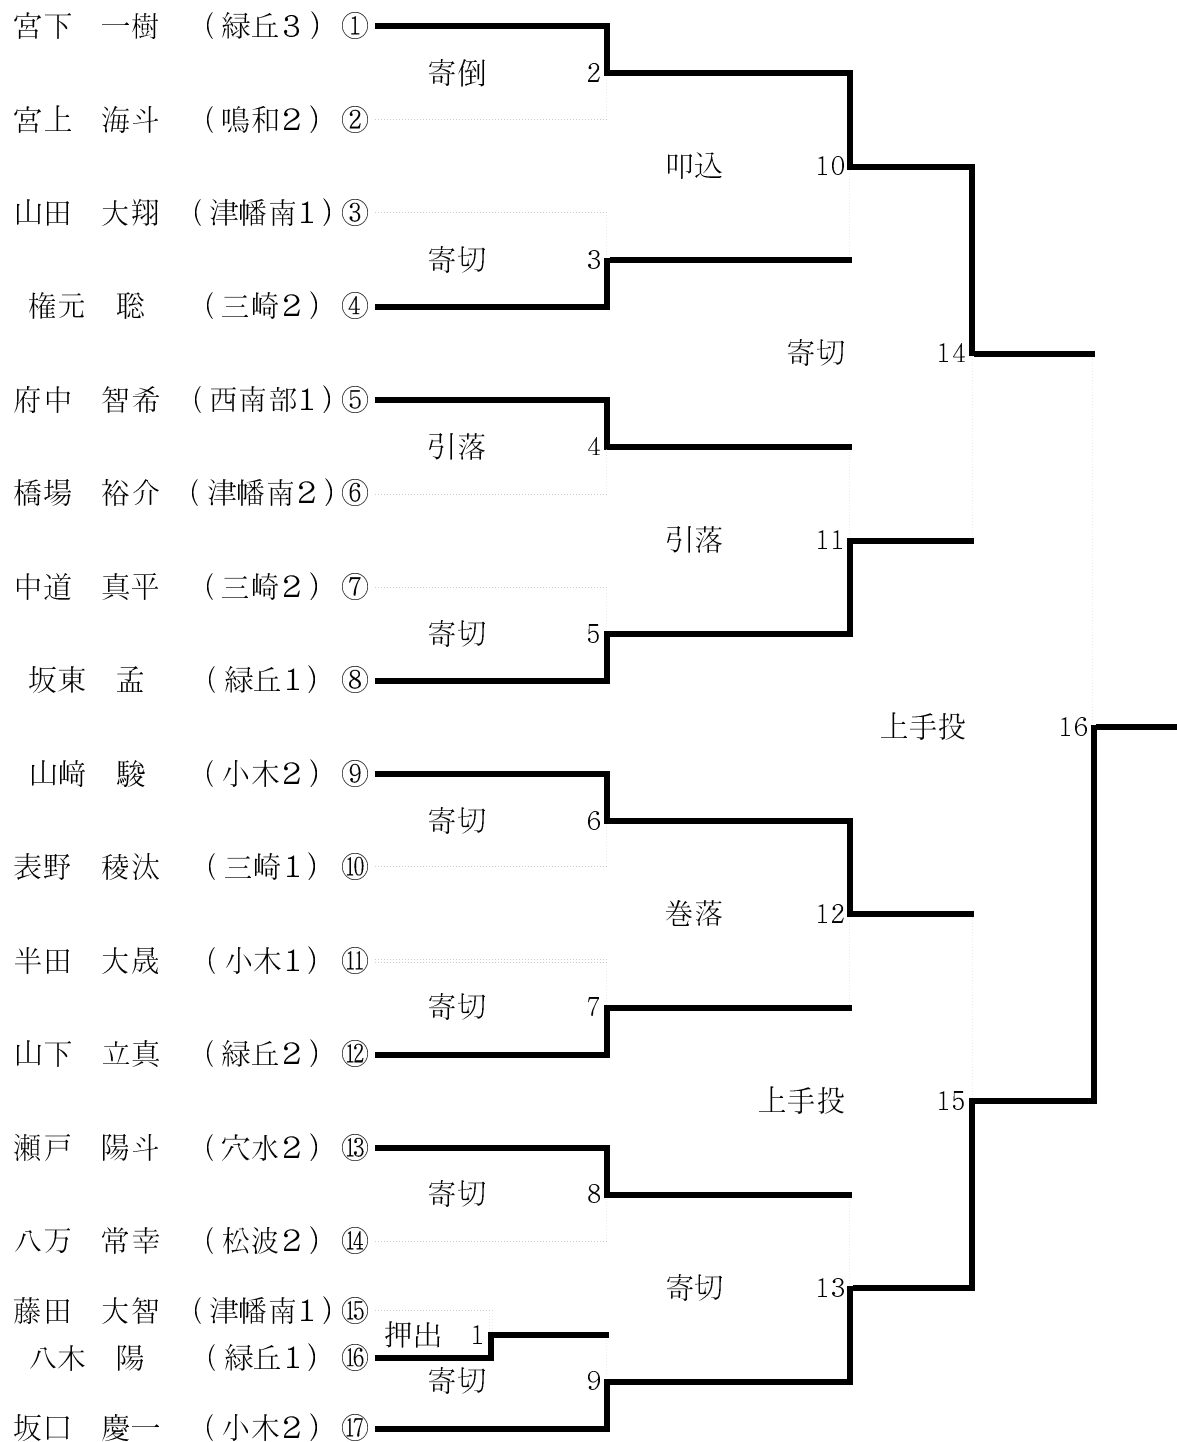 宮下　一樹　（緑丘３）①
寄倒　2
宮上　海斗　（鳴和２）②
叩込　10
山田　大翔　（津幡南１）③
寄切　3
権元　聡　（三崎２）④
寄切　14
府中　智希　（西南部１）⑤
引落　4
橋場　裕介　（津幡南２）⑥
引落　11
中道　真平　（三崎２）⑦
寄切　5
坂東　孟　（緑丘１）⑧
上手投　16
山﨑　駿　（小木２）⑨
寄切　6
表野　稜汰　（三崎１）⑩
巻落　12
半田　大晟　（小木１）⑪
寄切　7
山下　立真　（緑丘２）⑫
上手投　15
瀬戸　陽斗　（穴水２）⑬
寄切　8
八万　常幸　（松波２）⑭
寄切　13
藤田　大智　（津幡南１）⑮
押出　1
八木　陽　（緑丘１）⑯
寄切　9
坂口　慶一　（小木２）⑰